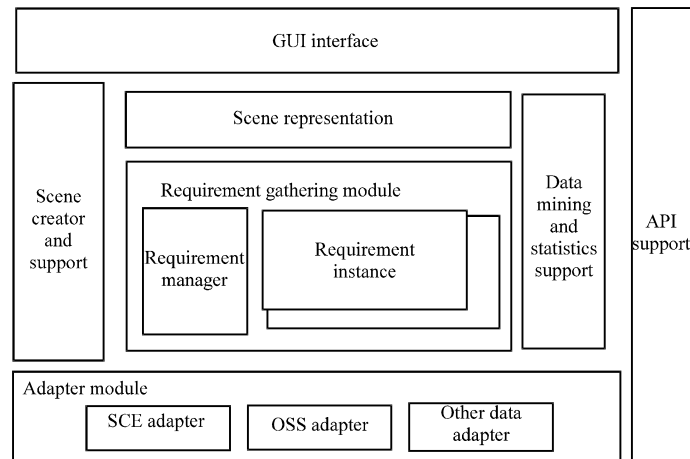 GUI interface
Scene representation
Scene
creator
and
support
Requirement gathering module
Requirement
manager
Requirement
instance
Data
mining
and
statistics
support
API
support
Adapter module
SCE adapter
OSS adapter
Other data
adapter